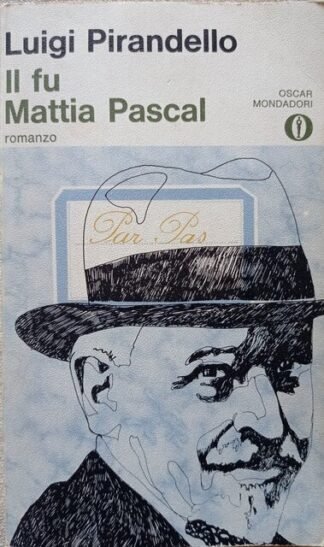 Luigi Pirandello
Il fu
Mattia Pascal
romanzo
OSCAR
MONDADORI
Par Pas